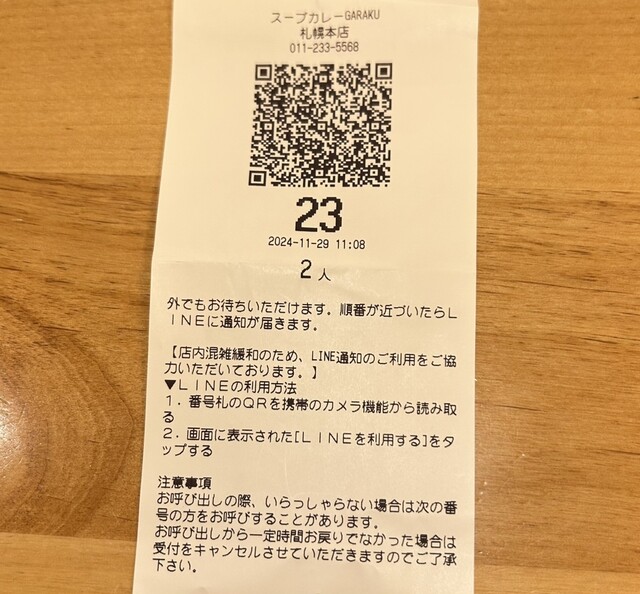 スープカレーGARAKU
札幌本店
011-233-5568
23
2024-11-29 11:08
2人
外でもお待ちいただけます。順番が近づいたらL
INEに通知が届きます。
【店内混雑緩和のため、LINE通知のご利用をご協
力いただいております。】
▼LINEの利用方法
1．番号札のQRを携帯のカメラ機能から読み取
る
2．画面に表示された[LINEを利用する]をタ
ップする
注意事項
お呼び出しの際、いらっしゃらない場合は次の番
号の方をお呼びすることがあります。
お呼び出しから一定時間お戻りでなかった場合は
受付をキャンセルさせていただきますのでご了承
下さい。